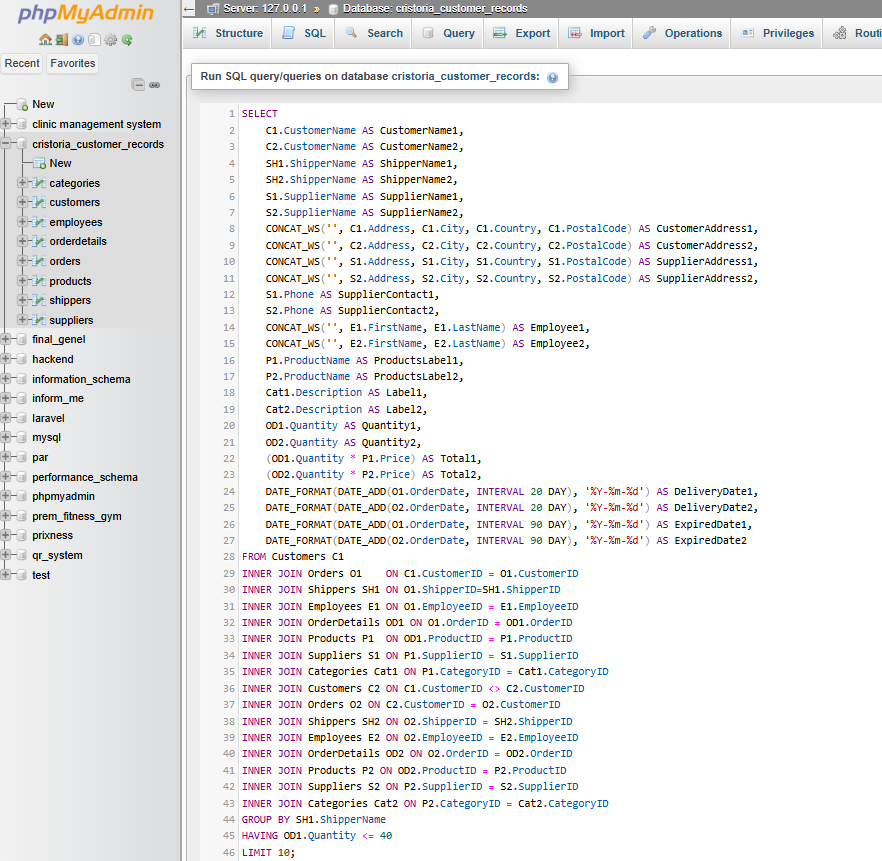 phpMyAdmin
Recent Favorites
New
clinic management system
cristoria_customer_records
New
categories
customers
employees
orderdetails
orders
products
shippers
suppliers
final_genel
hackend
information_schema
inform_me
laravel
mysql
par
performance_schema
phpmyadmin
prem_fitness_gym
prixness
qr_system
test
Server: 127.0.0.1 » Database: cristoria_customer_records
Structure SQL Search Query Export Import Operations Privileges Routi
Run SQL query/queries on database cristoria_customer_records:
1 SELECT
2 C1.CustomerName AS CustomerName1,
3 C2.CustomerName AS CustomerName2,
4 SH1.ShipperName AS ShipperName1,
5 SH2.ShipperName AS ShipperName2,
6 S1.SupplierName AS SupplierName1,
7 S2.SupplierName AS SupplierName2,
8 CONCAT_WS('', C1.Address, C1.City, C1.Country, C1.PostalCode) AS CustomerAddress1,
9 CONCAT_WS('', C2.Address, C2.City, C2.Country, C2.PostalCode) AS CustomerAddress2,
10 CONCAT_WS('', S1.Address, S1.City, S1.Country, S1.PostalCode) AS SupplierAddress1,
11 CONCAT_WS('', S2.Address, S2.City, S2.Country, S2.PostalCode) AS SupplierAddress2,
12 S1.Phone AS SupplierContact1,
13 S2.Phone AS SupplierContact2,
14 CONCAT_WS('', E1.FirstName, E1.LastName) AS Employee1,
15 CONCAT_WS('', E2.FirstName, E2.LastName) AS Employee2,
16 P1.ProductName AS ProductsLabel1,
17 P2.ProductName AS ProductsLabel2,
18 Cat1.Description AS Label1,
19 Cat2.Description AS Label2,
20 OD1.Quantity AS Quantity1,
21 OD2.Quantity AS Quantity2,
22 (OD1.Quantity * P1.Price) AS Total1,
23 (OD2.Quantity * P2.Price) AS Total2,
24 DATE_FORMAT(DATE_ADD(O1.OrderDate, INTERVAL 20 DAY), '%Y-%m-%d') AS DeliveryDate1,
25 DATE_FORMAT(DATE_ADD(O2.OrderDate, INTERVAL 20 DAY), '%Y-%m-%d') AS DeliveryDate2,
26 DATE_FORMAT(DATE_ADD(O1.OrderDate, INTERVAL 90 DAY), '%Y-%m-%d') AS ExpiredDate1,
27 DATE_FORMAT(DATE_ADD(O2.OrderDate, INTERVAL 90 DAY), '%Y-%m-%d') AS ExpiredDate2
28 FROM Customers C1
29 INNER JOIN Orders O1 ON C1.CustomerID = O1.CustomerID
30 INNER JOIN Shippers SH1 ON O1.ShipperID=SH1.ShipperID
31 INNER JOIN Employees E1 ON O1.EmployeeID = E1.EmployeeID
32 INNER JOIN OrderDetails OD1 ON O1.OrderID = OD1.OrderID
33 INNER JOIN Products P1 ON OD1.ProductID = P1.ProductID
34 INNER JOIN Suppliers S1 ON P1.SupplierID = S1.SupplierID
35 INNER JOIN Categories Cat1 ON P1.CategoryID = Cat1.CategoryID
36 INNER JOIN Customers C2 ON C1.CustomerID <> C2.CustomerID
37 INNER JOIN Orders O2 ON C2.CustomerID = O2.CustomerID
38 INNER JOIN Shippers SH2 ON O2.ShipperID = SH2.ShipperID
39 INNER JOIN Employees E2 ON O2.EmployeeID = E2.EmployeeID
40 INNER JOIN OrderDetails OD2 ON O2.OrderID = OD2.OrderID
41 INNER JOIN Products P2 ON OD2.ProductID = P2.ProductID
42 INNER JOIN Suppliers S2 ON P2.SupplierID = S2.SupplierID
43 INNER JOIN Categories Cat2 ON P2.CategoryID = Cat2.CategoryID
44 GROUP BY SH1.ShipperName
45 HAVING OD1.Quantity <= 40
46 LIMIT 10;